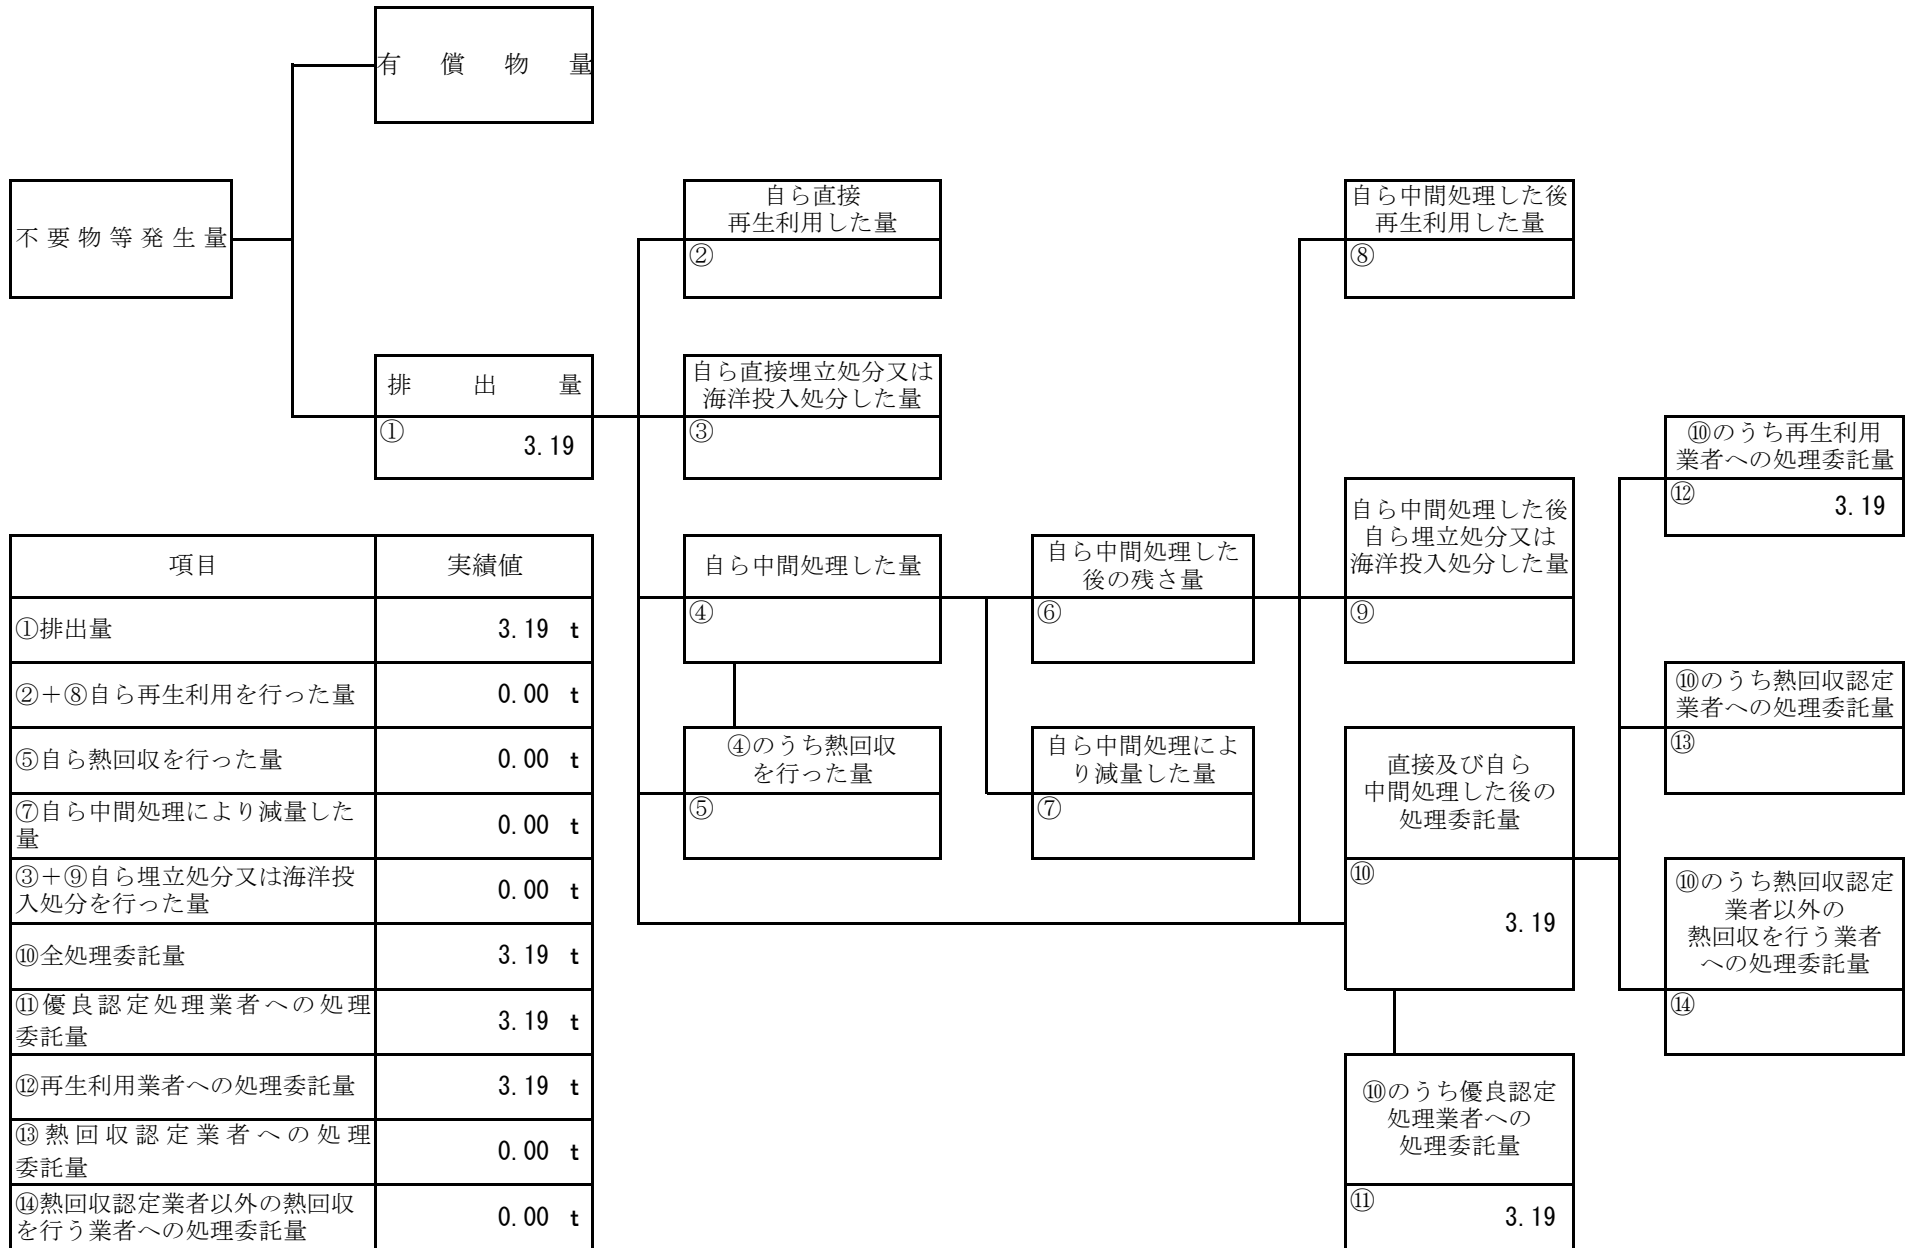 有償物量
不要物等発生量
自ら直接
再生利用した量
②
自ら中間処理した後
再生利用した量
⑧
排出量
①
3.19
自ら直接埋立処分又は
海洋投入処分した量
③
⑩のうち再生利用
業者への処理委託量
⑫
3.19
自ら中間処理した量
④
自ら中間処理した
後の残さ量
⑥
自ら中間処理した後
自ら埋立処分又は
海洋投入処分した量
⑨
⑩のうち熱回収認定
業者への処理委託量
⑬
④のうち熱回収
を行った量
⑤
自ら中間処理によ
り減量した量
⑦
直接及び自ら
中間処理した後の
処理委託量
⑩
3.19
⑩のうち熱回収認定
業者以外の
熱回収を行う業者
への処理委託量
⑭
⑩のうち優良認定
処理業者への
処理委託量
⑪
3.19
項目 実績値
①排出量 3.19 t
②＋⑧自ら再生利用を行った量 0.00 t
⑤自ら熱回収を行った量 0.00 t
⑦自ら中間処理により減量した
量 0.00 t
③＋⑨自ら埋立処分又は海洋投
入処分を行った量 0.00 t
⑩全処理委託量 3.19 t
⑪優良認定処理業者への処理
委託量 3.19 t
⑫再生利用業者への処理委託量 3.19 t
⑬熱回収認定業者への処理
委託量 0.00 t
⑭熱回収認定業者以外の熱回収
を行う業者への処理委託量 0.00 t